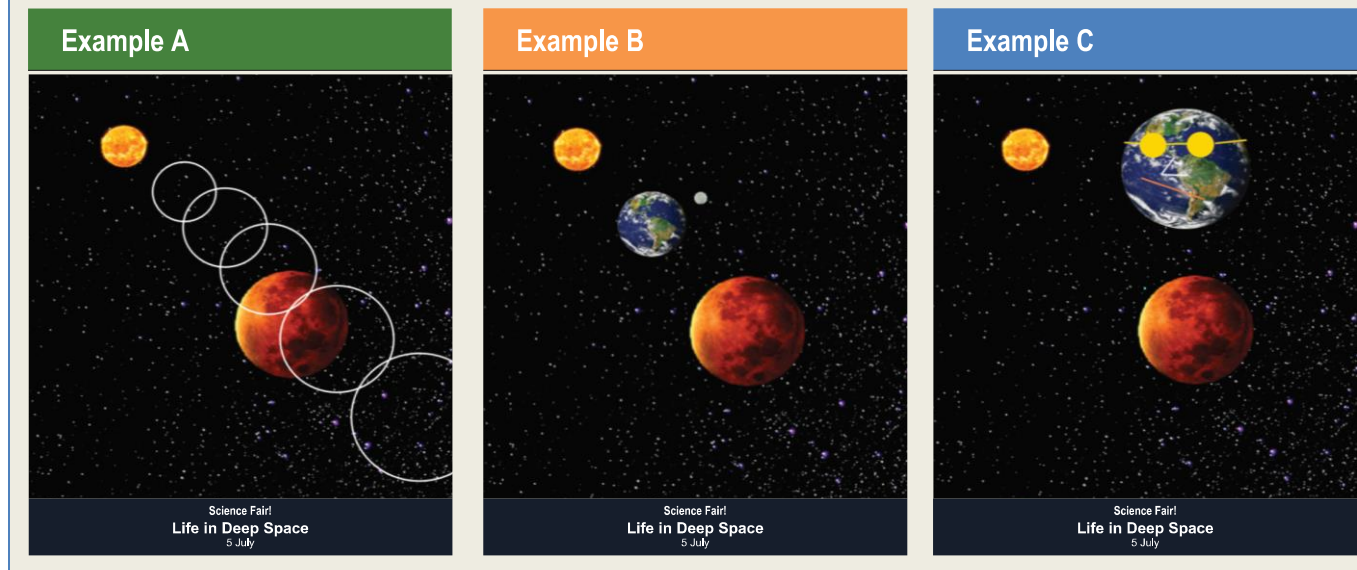 Example A
Science Fair!
Life in Deep Space
5 July
Example B
Science Fair!
Life in Deep Space
5 July
Example C
Science Fair!
Life in Deep Space
5 July